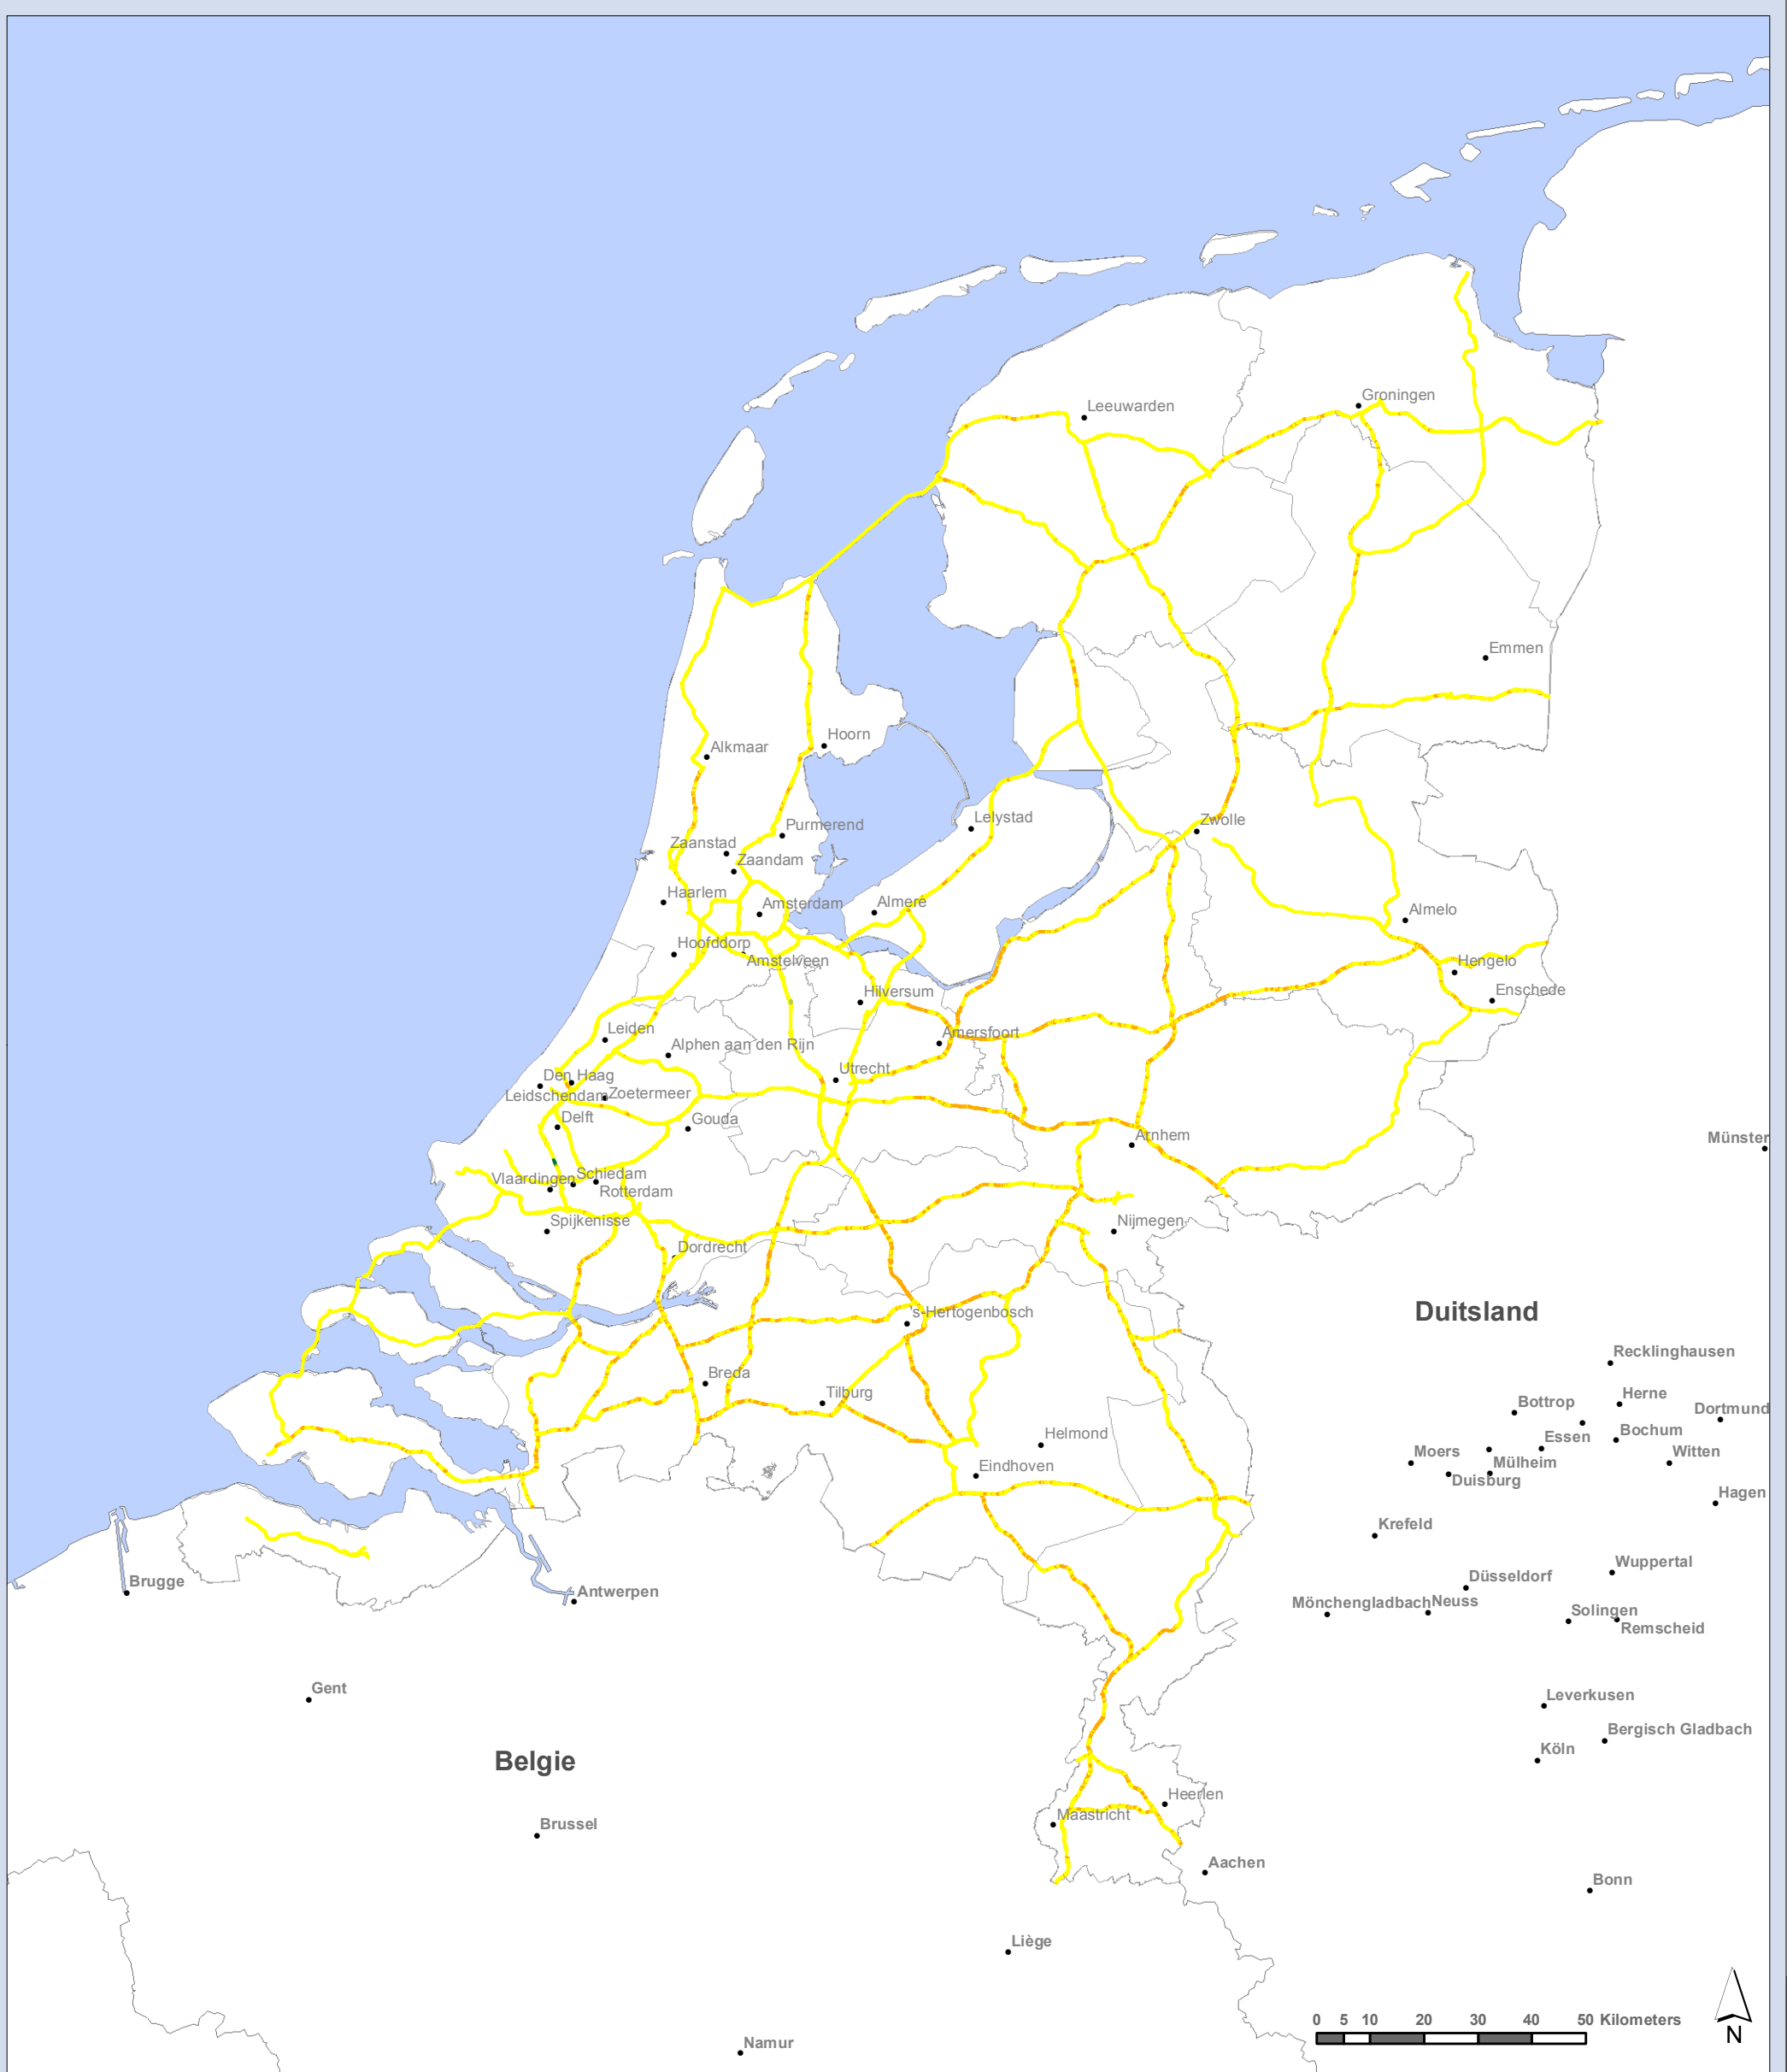 Groningen
Leeuwarden
Emmen
Hoorn
Alkmaar
Lelystad
Zwolle
Purmerend
Zaanstad
Zaandam
Haarlem
Amsterdam
Almere
Almelo
Hoofddorp
Amstelveen
Hengelo
Hilversum
Enschede
Leiden
Amersfoort
Alphen aan den Rijn
Utrecht
Den Haag
Leidschendam
Zoetermeer
Delft
Gouda
Arnhem
Münster
Vlaardingen
Schiedam
Rotterdam
Spijkenisse
Nijmegen
Dordrecht
's-Hertogenbosch
Duitsland
Recklinghausen
Breda
Tilburg
Bottrop
Herne
Dortmund
Helmond
Essen
Bochum
Moers
Mülheim
Witten
Eindhoven
Duisburg
Hagen
Krefeld
Wuppertal
Brugge
Antwerpen
Düsseldorf
Mönchengladbach
Neuss
Solingen
Remscheid
Gent
Leverkusen
Bergisch Gladbach
Belgie
Köln
Heerlen
Maastricht
Brussel
Aachen
Bonn
Liège
0 5 10 20 30 40 50 Kilometers
N
Namur